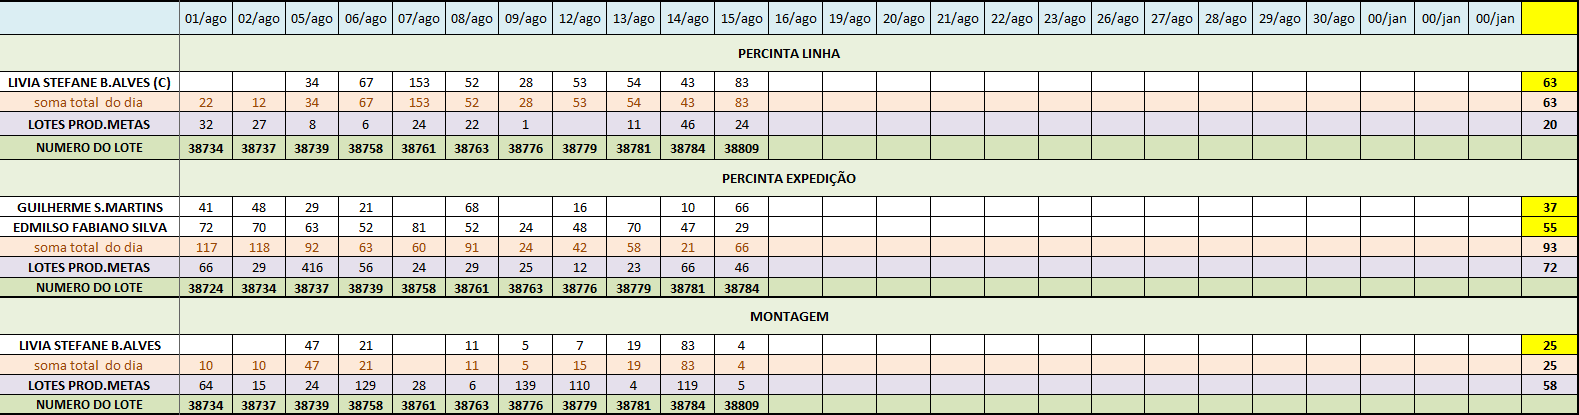 01/ago 02/ago 05/ago 06/ago 07/ago 08/ago 09/ago 12/ago 13/ago 14/ago 15/ago 16/ago 19/ago 20/ago 21/ago 22/ago 23/ago 26/ago 27/ago 28/ago 29/ago 30/ago 00/jan 00/jan 00/jan
PERCINTA LINHA
LIVIA STEFANE B.ALVES (C) 34 67 153 52 28 53 54 43 83 63
soma total do dia 22 12 34 67 153 52 28 53 54 43 83 63
LOTES PROD.METAS 32 27 8 6 24 22 1 11 46 24 20
NUMERO DO LOTE 38734 38737 38739 38758 38761 38763 38776 38779 38781 38784 38809
PERCINTA EXPEDIÇÃO
GUILHERME S.MARTINS 41 48 29 21 68 16 10 66 37
EDMILSO FABIANO SILVA 72 70 63 52 81 52 24 48 70 47 29 55
soma total do dia 117 118 92 63 60 91 24 42 58 21 66 93
LOTES PROD.METAS 66 29 416 56 24 29 25 12 23 66 46 72
NUMERO DO LOTE 38724 38734 38737 38739 38758 38761 38763 38776 38779 38781 38784
MONTAGEM
LIVIA STEFANE B.ALVES 47 21 11 5 7 19 83 4 25
soma total do dia 10 10 47 21 11 5 15 19 83 4 25
LOTES PROD.METAS 64 15 24 129 28 6 139 110 4 119 5 58
NUMERO DO LOTE 38734 38737 38739 38758 38761 38763 38776 38779 38781 38784 38809